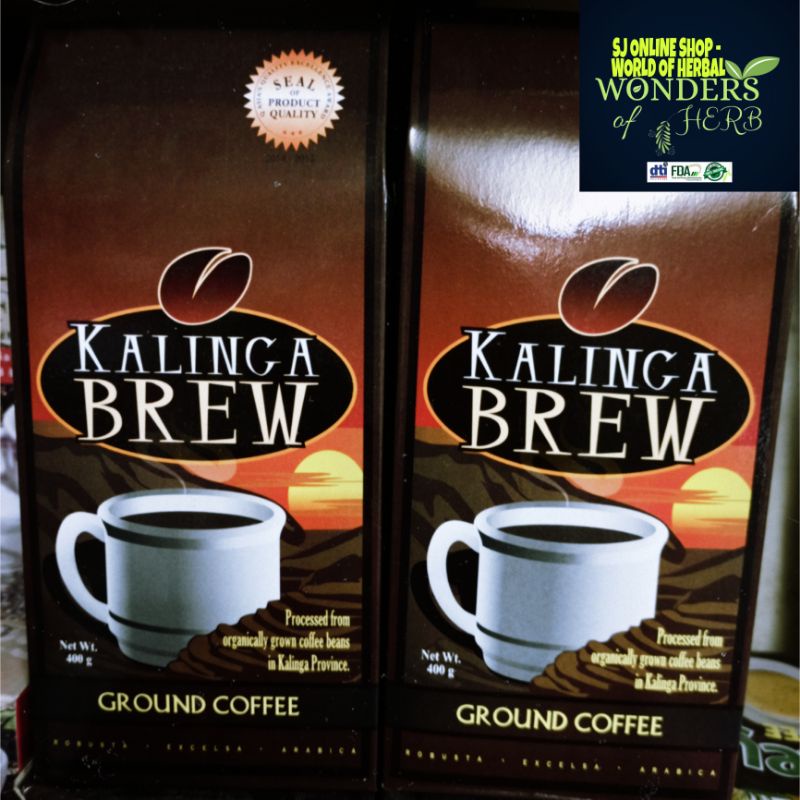 SJ ONLINE SHOP -
WORLD OF HERBAL
WONDERS
of HERB
dti FDA
SEAL
OF
PRODUCT
QUALITY
KALINGA
BREW
Processed from
organically grown coffee beans
in Kalinga Province.
Net Wt.
400 g
GROUND COFFEE
ROBUSTA · EXCELSA · ARABICA
KALINGA
BREW
Processed from
organically grown coffee beans
in Kalinga Province.
Net Wt.
400 g
GROUND COFFEE
ROBUSTA · EXCELSA · ARABICA